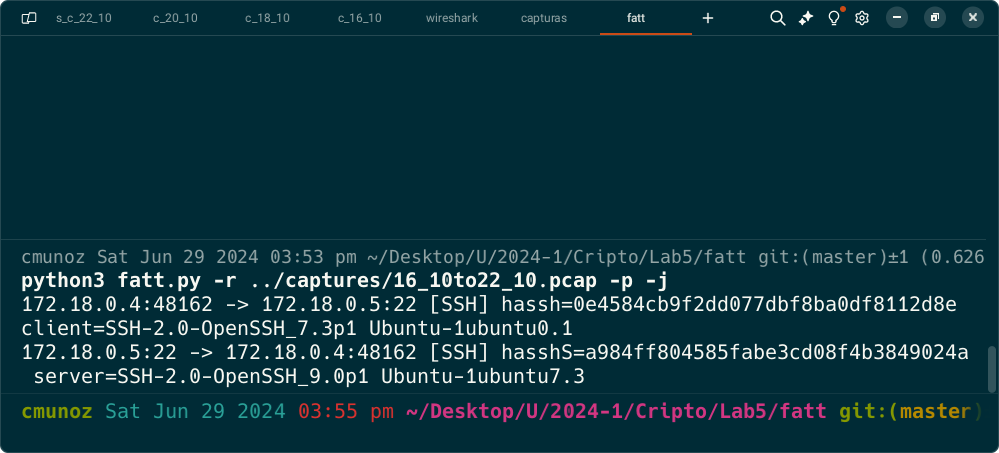 s_c_22_10 c_20_10 c_18_10 c_16_10 wireshark capturas fatt
cmunoz Sat Jun 29 2024 03:53 pm ~/Desktop/U/2024-1/Cripto/Lab5/fatt git:(master)±1 (0.626
python3 fatt.py -r ../captures/16_10to22_10.pcap -p -j
172.18.0.4:48162 -> 172.18.0.5:22 [SSH] hassh=0e4584cb9f2dd077dbf8ba0df8112d8e
client=SSH-2.0-OpenSSH_7.3p1 Ubuntu-1ubuntu0.1
172.18.0.5:22 -> 172.18.0.4:48162 [SSH] hasshS=a984ff804585fabe3cd08f4b3849024a
server=SSH-2.0-OpenSSH_9.0p1 Ubuntu-1ubuntu7.3
cmunoz Sat Jun 29 2024 03:55 pm ~/Desktop/U/2024-1/Cripto/Lab5/fatt git:(master)